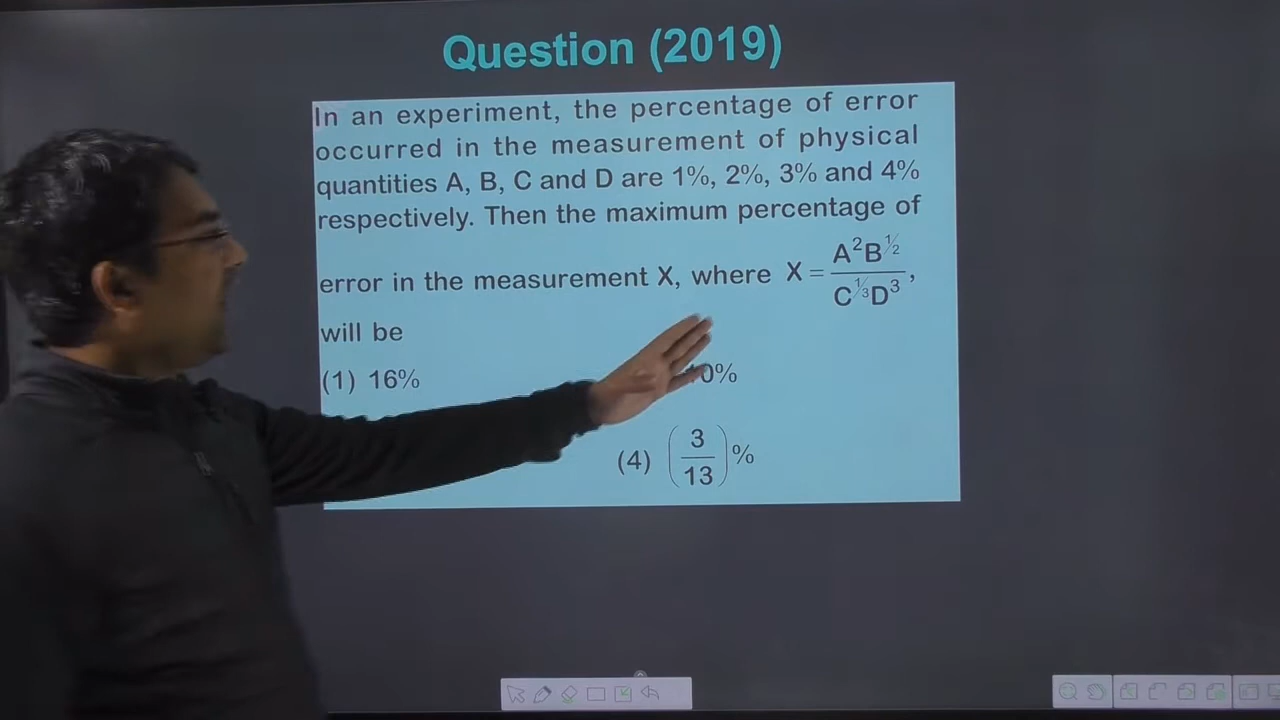 Question (2019)
In an experiment, the percentage of error
occurred in the measurement of physical
quantities A, B, C and D are 1%, 2%, 3% and 4%
respectively. Then the maximum percentage of
error in the measurement X, where X = A²B^½ / C^⅓D³,
will be
(1) 16%
0%
(4) (3/13)%